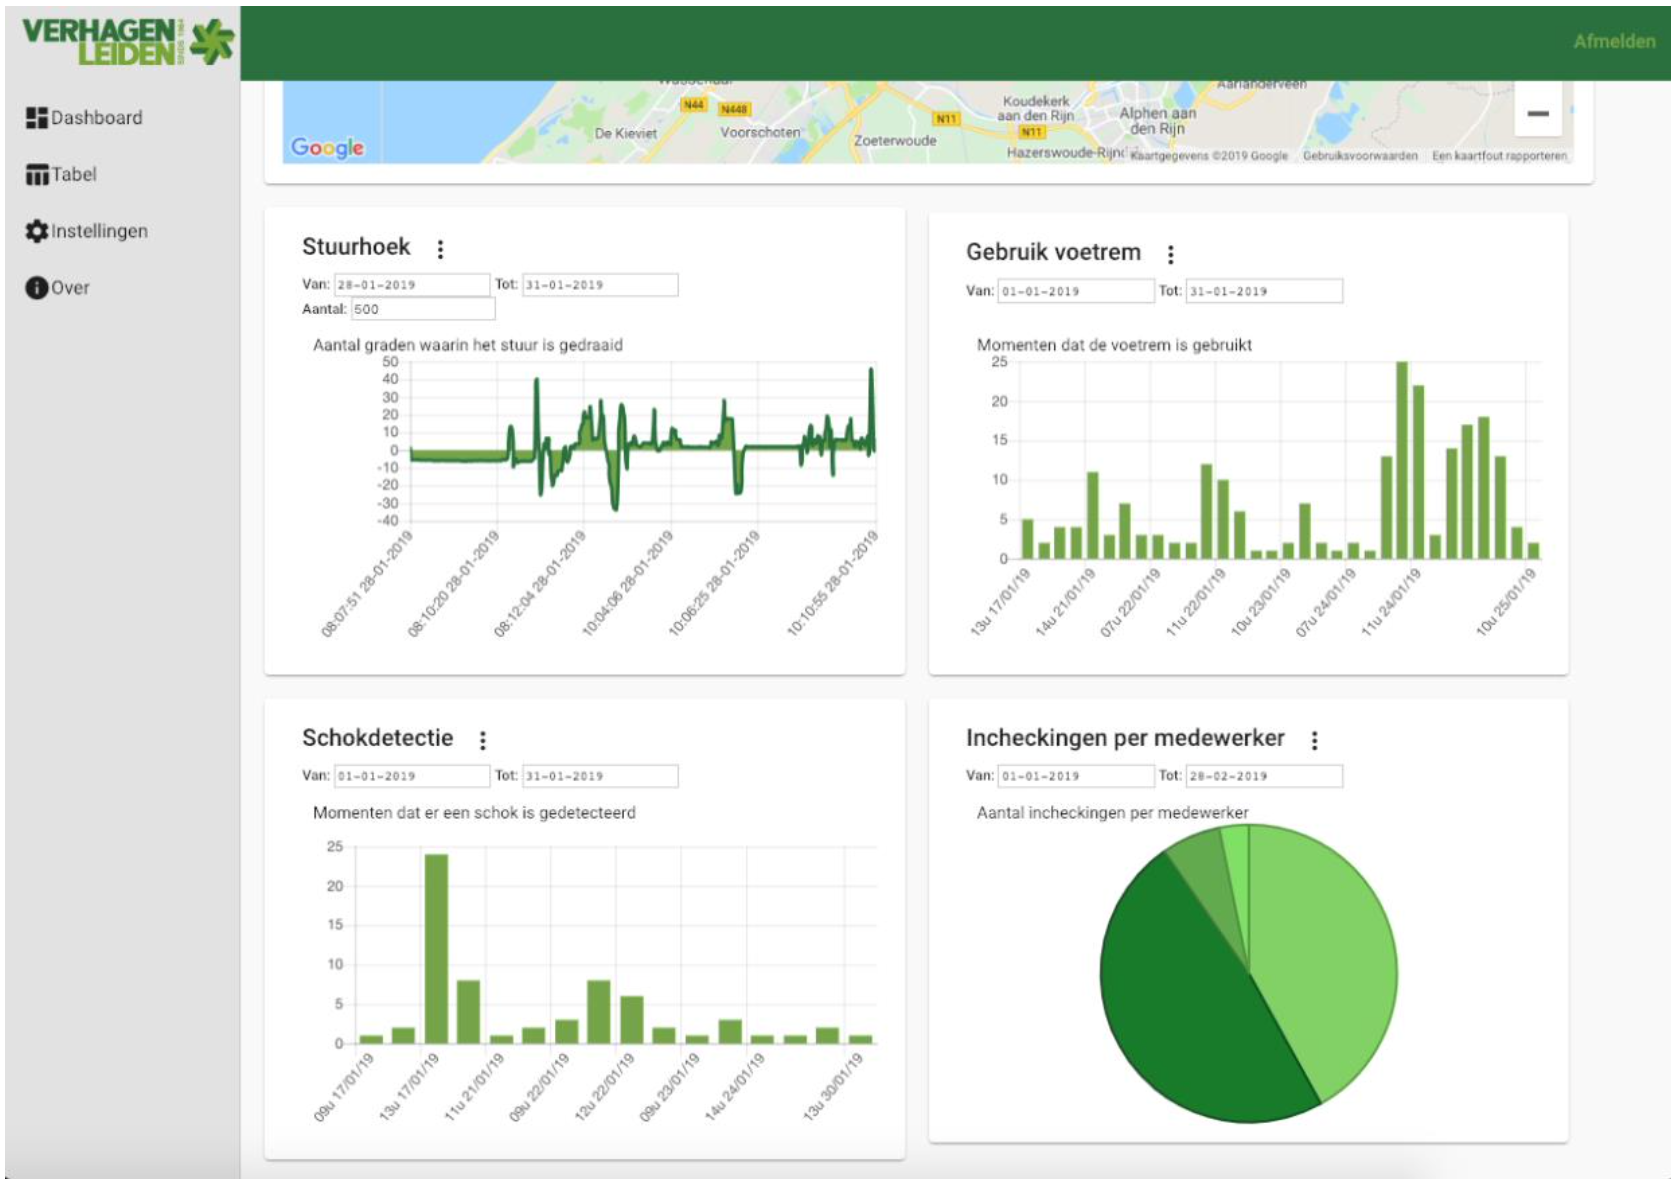 VERHAGEN
LEIDEN
SINDS 1964
Afmelden
Dashboard
Tabel
Instellingen
Over
Aarlanderveen
N44
N448
De Kieviet
Voorschoten
Zoeterwoude
N11
Koudekerk
aan den Rijn
N11
Alphen aan
den Rijn
Google
Kaartgegevens ©2019 Google
Gebruiksvoorwaarden
Een kaartfout rapporteren
Stuurhoek
Van: 28-01-2019 Tot: 31-01-2019
Aantal: 500
Aantal graden waarin het stuur is gedraaid
50
40
30
20
10
0
-10
-20
-30
-40
08:07:51 28-01-2019
08:10:20 28-01-2019
08:12:04 28-01-2019
10:04:06 28-01-2019
10:06:25 28-01-2019
10:10:55 28-01-2019
Gebruik voetrem
Van: 01-01-2019 Tot: 31-01-2019
Momenten dat de voetrem is gebruikt
25
20
15
10
5
0
13u 17/01/19
14u 21/01/19
07u 22/01/19
11u 22/01/19
10u 23/01/19
07u 24/01/19
11u 24/01/19
10u 25/01/19
Schokdetectie
Van: 01-01-2019 Tot: 31-01-2019
Momenten dat er een schok is gedetecteerd
25
20
15
10
5
0
09u 17/01/19
13u 17/01/19
11u 21/01/19
09u 22/01/19
12u 22/01/19
09u 23/01/19
14u 24/01/19
13u 30/01/19
Incheckingen per medewerker
Van: 01-01-2019 Tot: 28-02-2019
Aantal incheckingen per medewerker